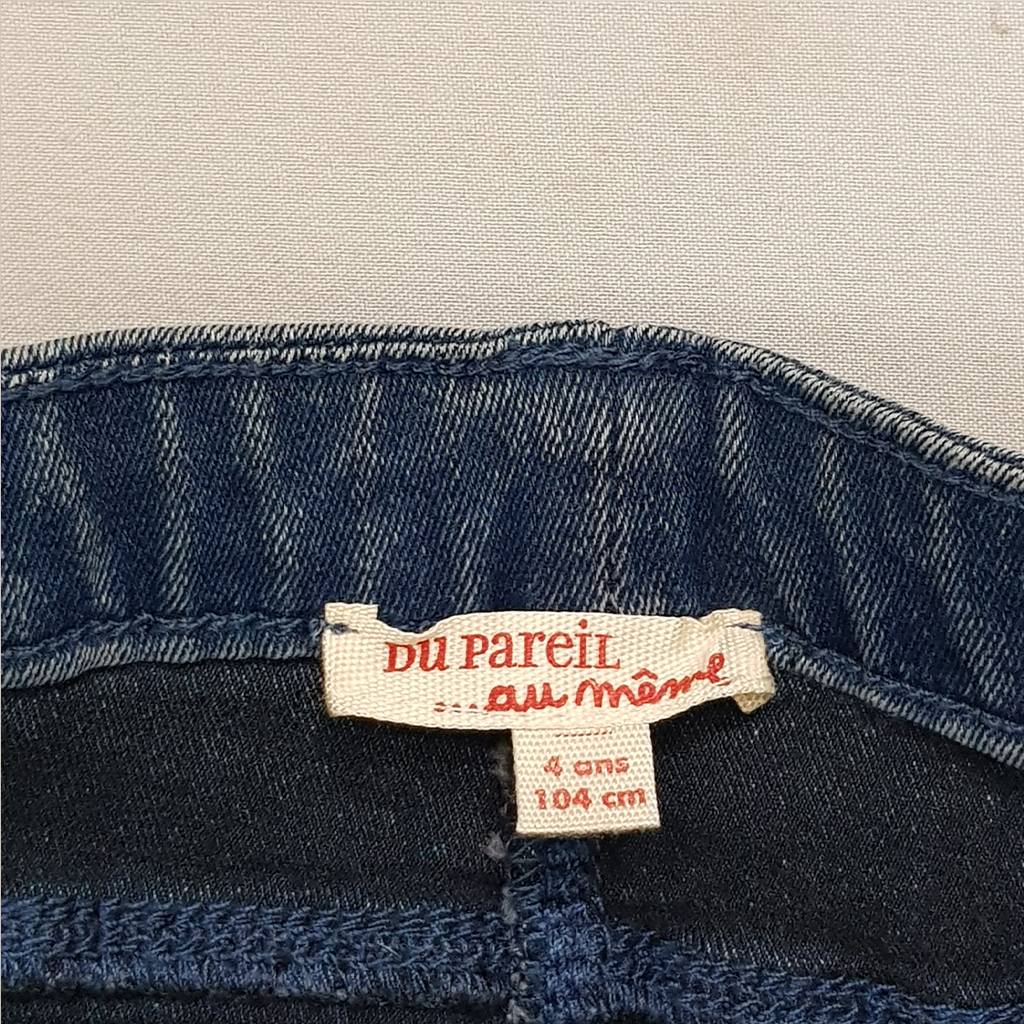 Du Pareil
...au même
4 ans
104 cm